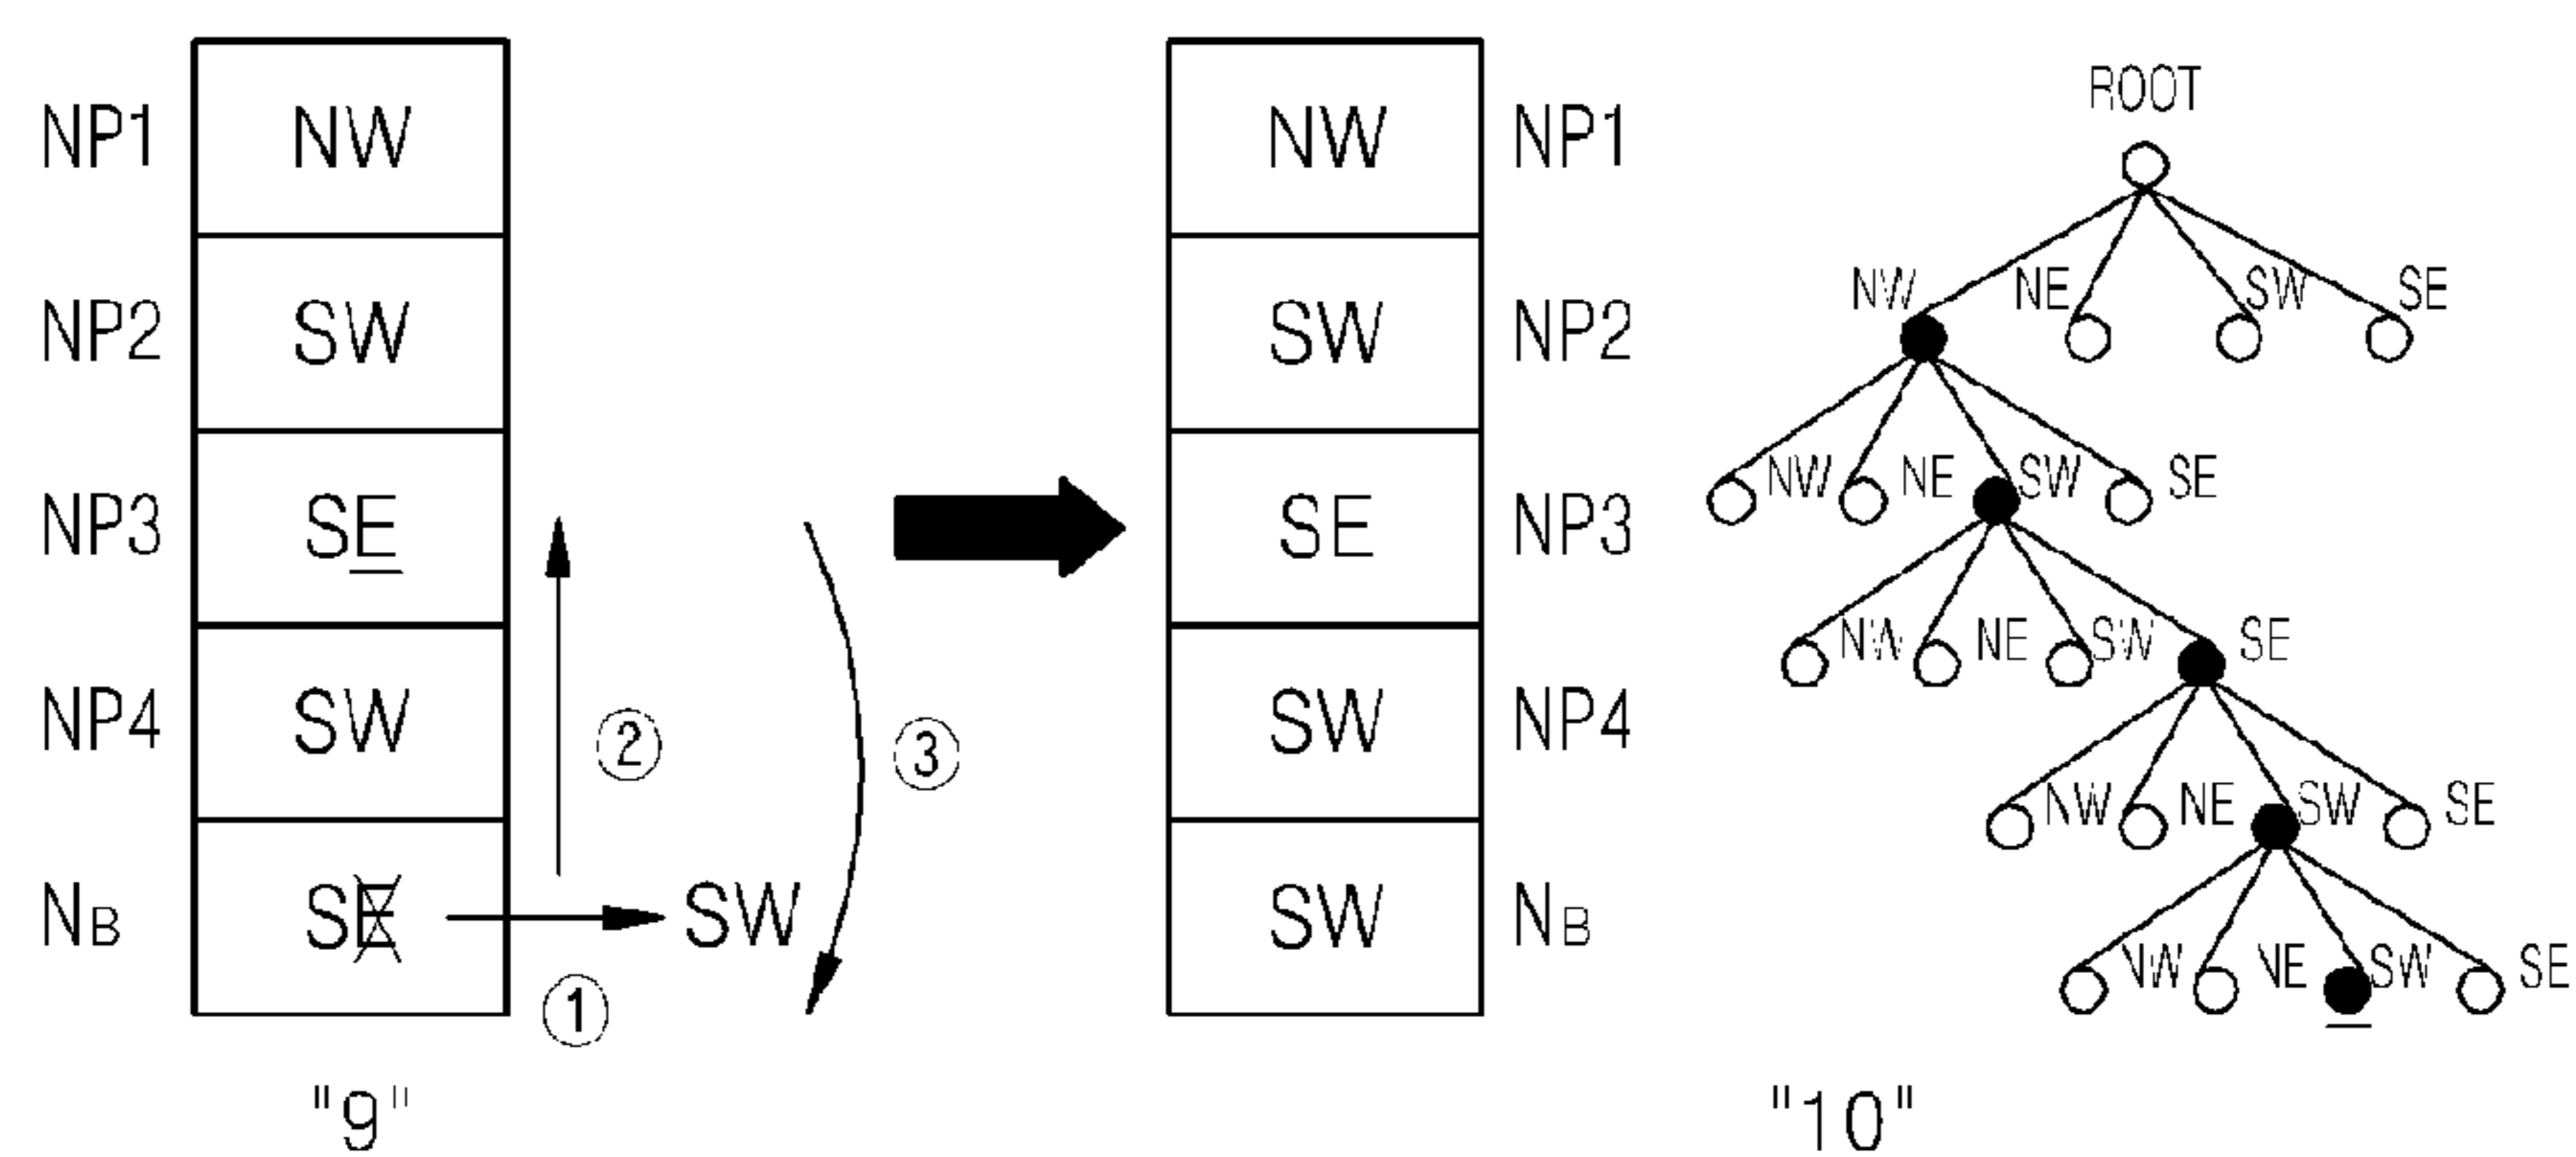 NP1 NW NW NP1
ROOT
NP2 SW SW NP2
NW NE SW SE
NP3 SE SE NP3
NW NE SW SE
NP4 SW ② ③ SW NP4
NW NE SW SE
NW NE SW SE
NB SE SW SW NB
NW NE SW SE
①
"9" "10"